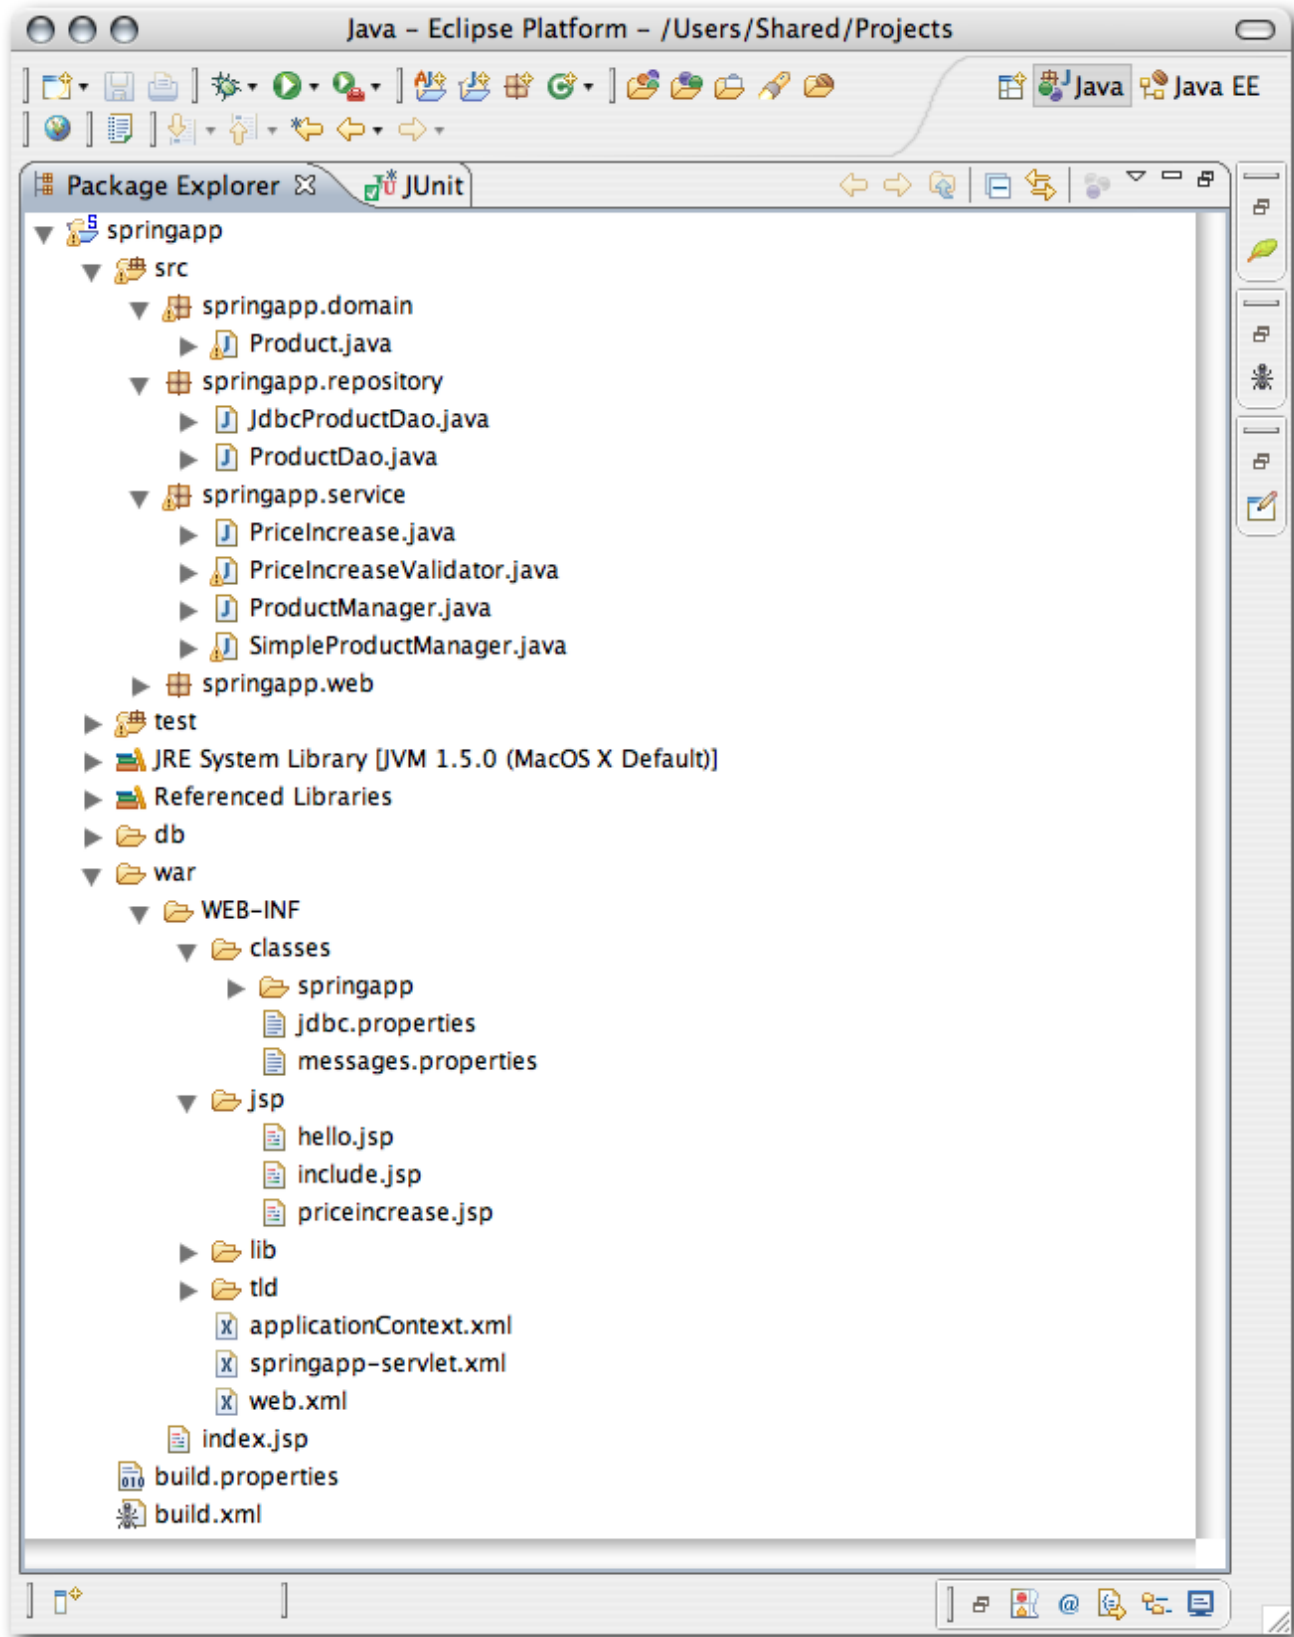 Java – Eclipse Platform – /Users/Shared/Projects
Java Java EE
Package Explorer JUnit
springapp
src
springapp.domain
Product.java
springapp.repository
JdbcProductDao.java
ProductDao.java
springapp.service
PriceIncrease.java
PriceIncreaseValidator.java
ProductManager.java
SimpleProductManager.java
springapp.web
test
JRE System Library [JVM 1.5.0 (MacOS X Default)]
Referenced Libraries
db
war
WEB-INF
classes
springapp
jdbc.properties
messages.properties
jsp
hello.jsp
include.jsp
priceincrease.jsp
lib
tld
applicationContext.xml
springapp-servlet.xml
web.xml
index.jsp
build.properties
build.xml